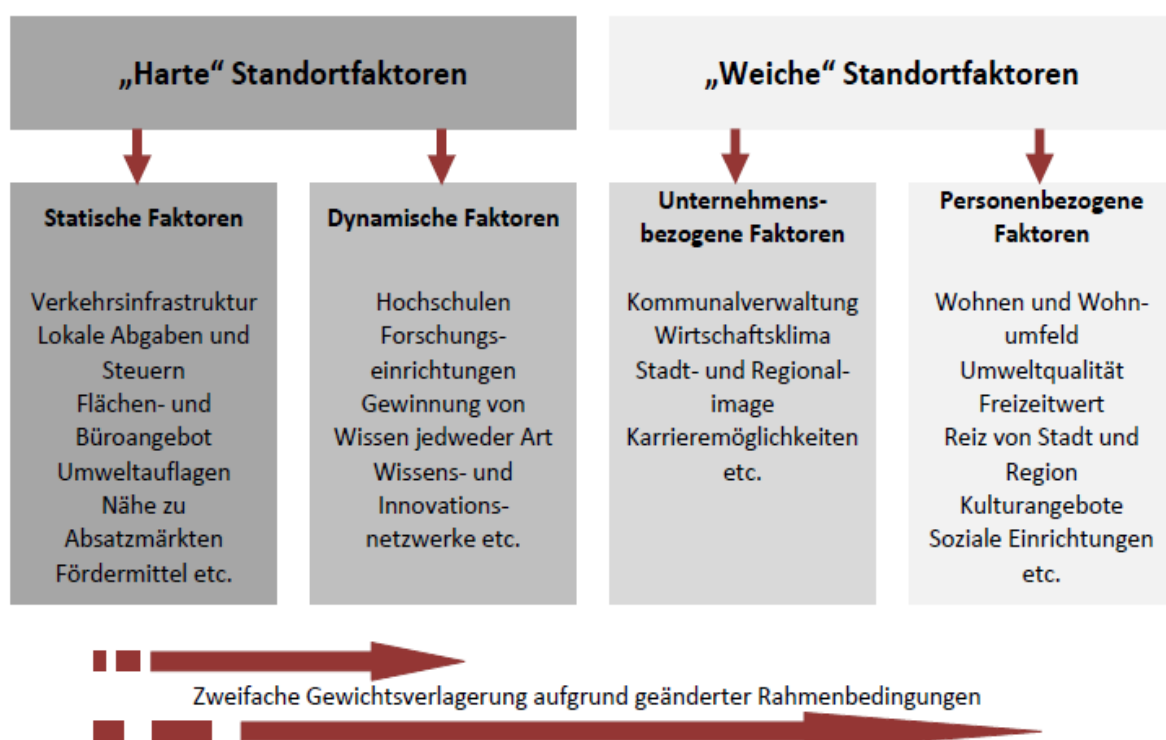 „Harte“ Standortfaktoren
„Weiche“ Standortfaktoren
Statische Faktoren
Verkehrsinfrastruktur
Lokale Abgaben und
Steuern
Flächen- und
Büroangebot
Umweltauflagen
Nähe zu
Absatzmärkten
Fördermittel etc.
Dynamische Faktoren
Hochschulen
Forschungs-
einrichtungen
Gewinnung von
Wissen jedweder Art
Wissens- und
Innovations-
netzwerke etc.
Unternehmens-
bezogene Faktoren
Kommunalverwaltung
Wirtschaftsklima
Stadt- und Regional-
image
Karrieremöglichkeiten
etc.
Personenbezogene
Faktoren
Wohnen und Wohn-
umfeld
Umweltqualität
Freizeitwert
Reiz von Stadt und
Region
Kulturangebote
Soziale Einrichtungen
etc.
Zweifache Gewichtsverlagerung aufgrund geänderter Rahmenbedingungen